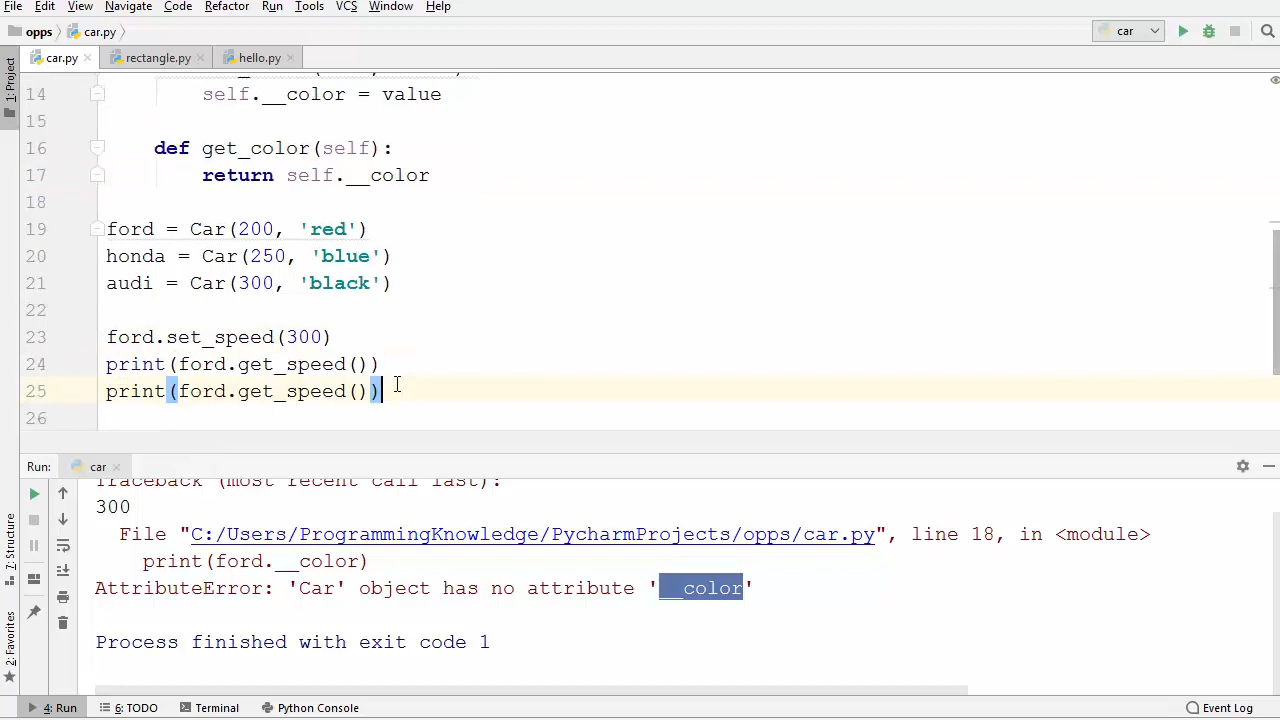 File Edit View Navigate Code Refactor Run Tools VCS Window Help
opps car.py car
car.py rectangle.py hello.py
1: Project
14 self.__color = value
15
16 def get_color(self):
17 return self.__color
18
19 ford = Car(200, 'red')
20 honda = Car(250, 'blue')
21 audi = Car(300, 'black')
22
23 ford.set_speed(300)
24 print(ford.get_speed())
25 print(ford.get_speed())
26
Run: car
Traceback (most recent call last):
300
File "C:/Users/ProgrammingKnowledge/PycharmProjects/opps/car.py", line 18, in <module>
print(ford.__color)
AttributeError: 'Car' object has no attribute '__color'
Process finished with exit code 1
7: Structure
2: Favorites
4: Run 6: TODO Terminal Python Console Event Log